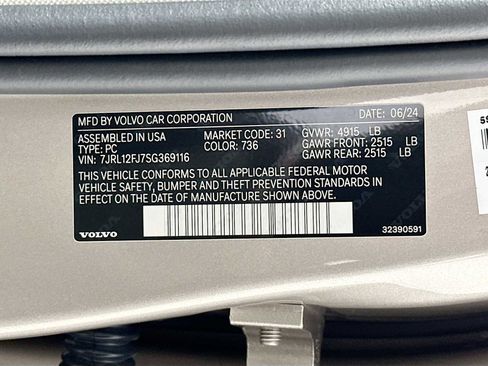 MFD BY VOLVO CAR CORPORATION DATE: 06/24
ASSEMBLED IN USA MARKET CODE: 31 GVWR: 4915 LB
TYPE: PC COLOR: 736 GAWR FRONT: 2515 LB
VIN: 7JRL12FJ7SG369116 GAWR REAR: 2515 LB
THIS VEHICLE CONFORMS TO ALL APPLICABLE FEDERAL MOTOR
VEHICLE SAFETY, BUMPER AND THEFT PREVENTION STANDARDS
IN EFFECT ON THE DATE OF MANUFACTURE SHOWN ABOVE.
VOLVO 32390591